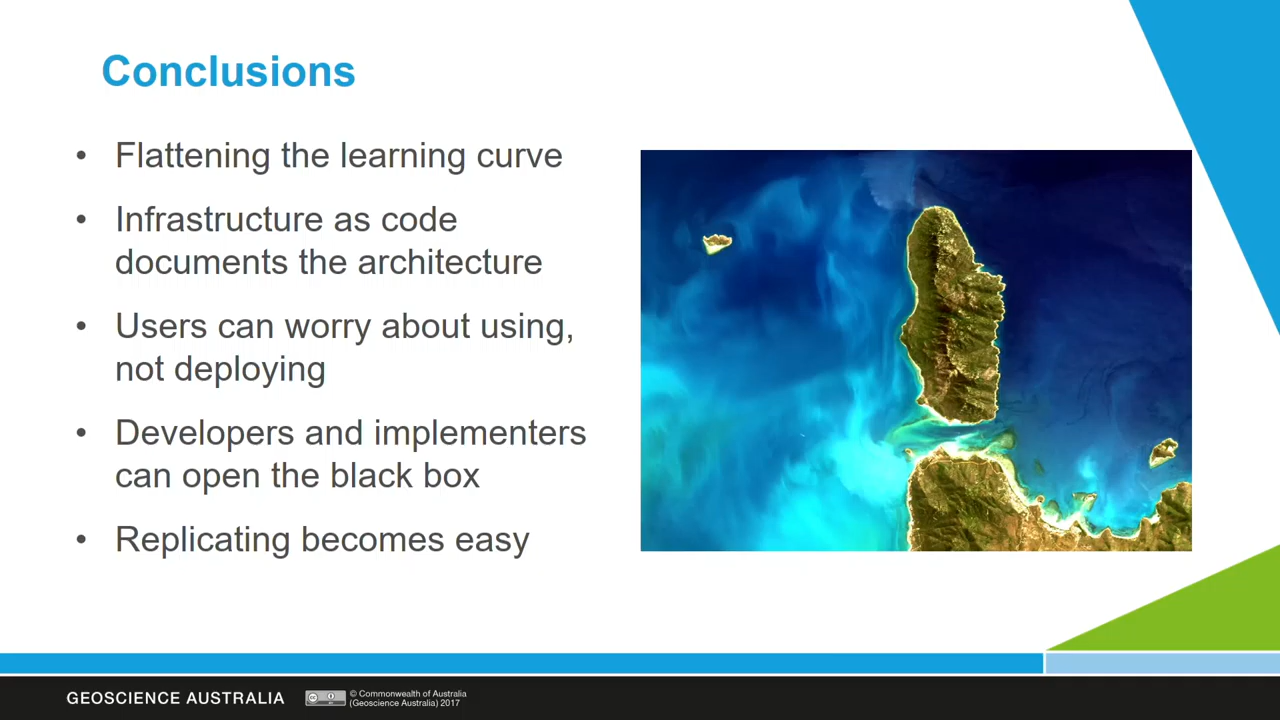 Conclusions
• Flattening the learning curve
• Infrastructure as code
documents the architecture
• Users can worry about using,
not deploying
• Developers and implementers
can open the black box
• Replicating becomes easy
GEOSCIENCE AUSTRALIA
© Commonwealth of Australia
(Geoscience Australia) 2017